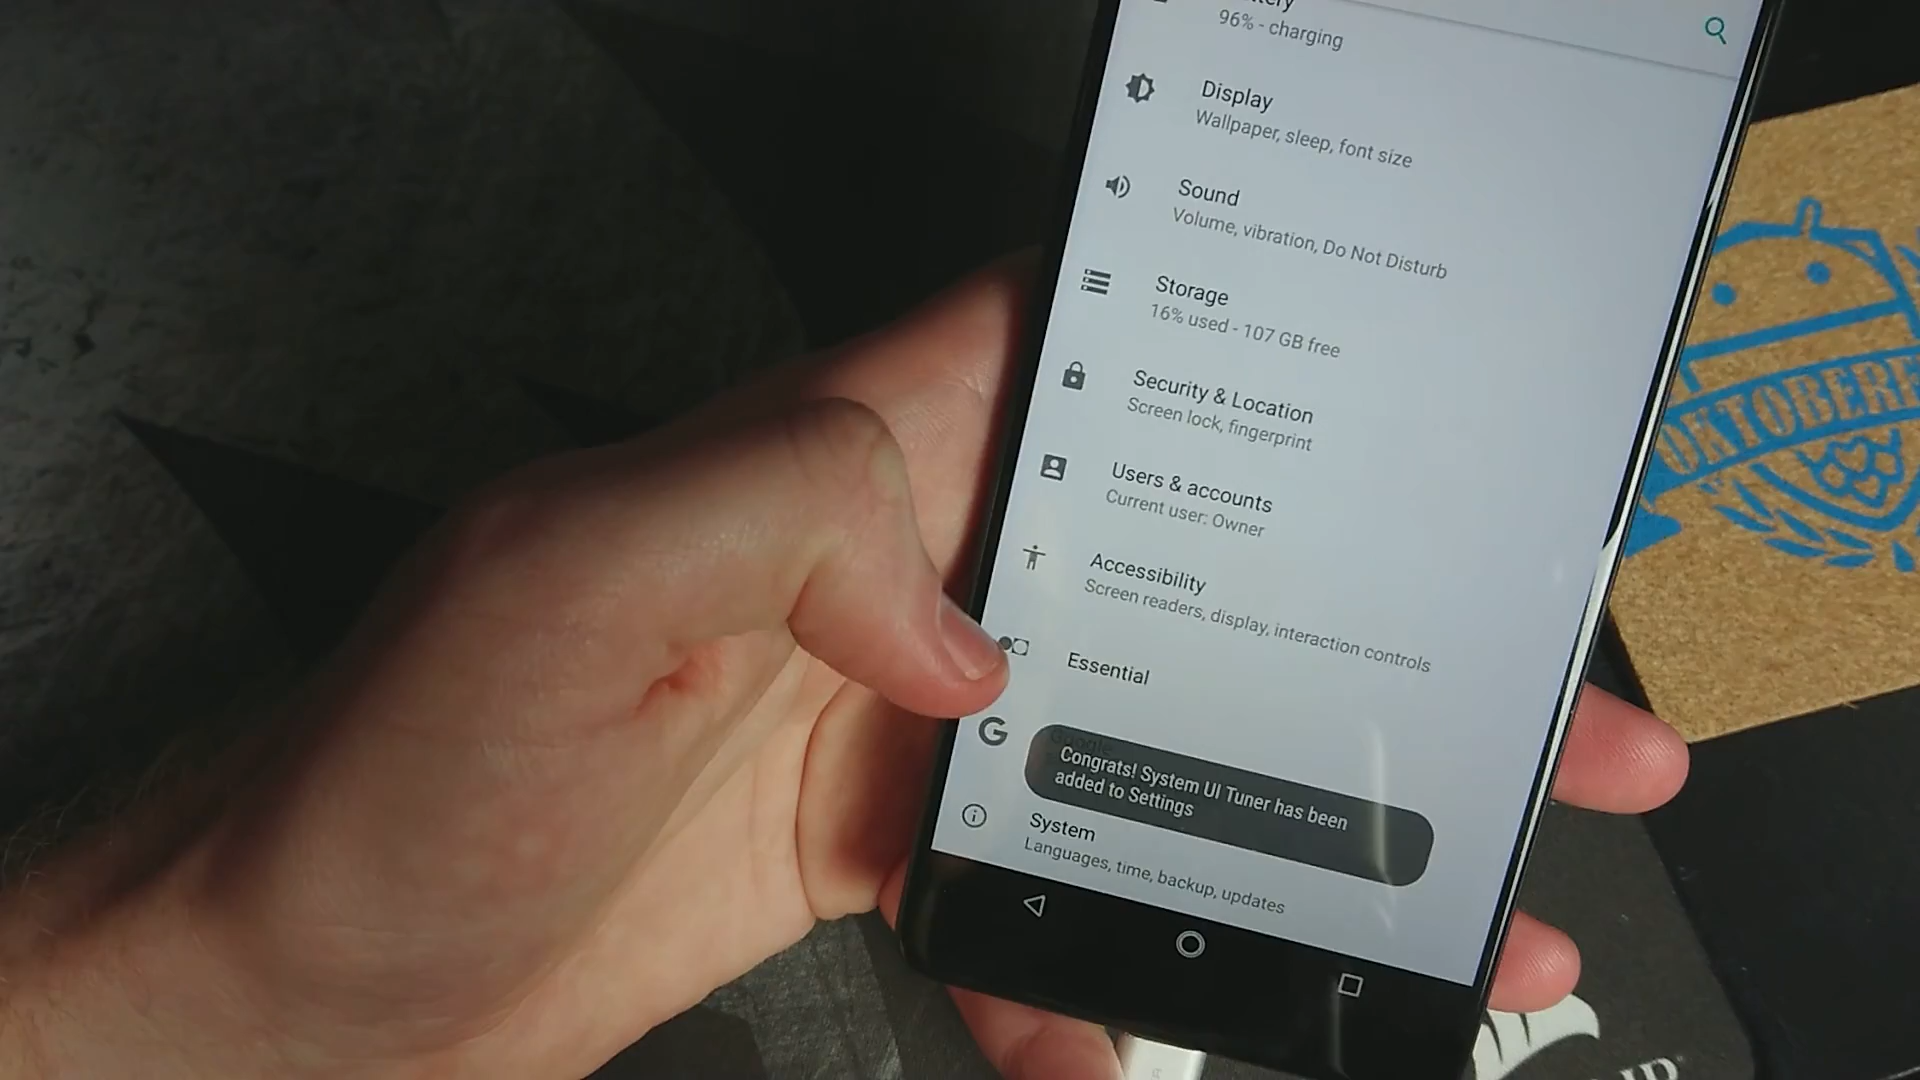 96% - charging
Display
Wallpaper, sleep, font size
Sound
Volume, vibration, Do Not Disturb
Storage
16% used - 107 GB free
Security & Location
Screen lock, fingerprint
Users & accounts
Current user: Owner
Accessibility
Screen readers, display, interaction controls
Essential
Google
Congrats! System UI Tuner has been
added to Settings
System
Languages, time, backup, updates